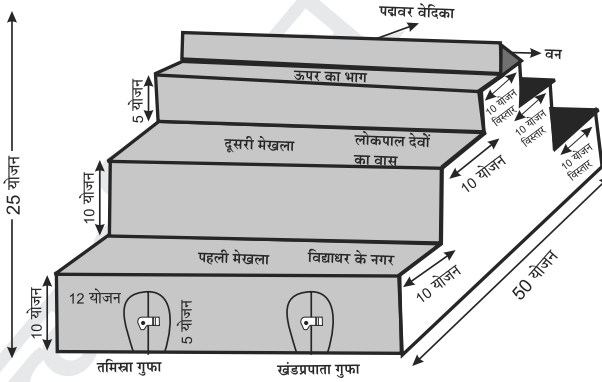 पद्मवर वेदिका
वन
ऊपर का भाग
5 योजन
10 योजन
विस्तार
10 योजन
विस्तार
10 योजन
विस्तार
दूसरी मेखला
लोकपाल देवों
का वास
10 योजन
10 योजन
25 योजन
पहली मेखला
विद्याधर के नगर
10 योजन
50 योजन
10 योजन
12 योजन
5 योजन
तमिस्रा गुफा
खंडप्रपाता गुफा